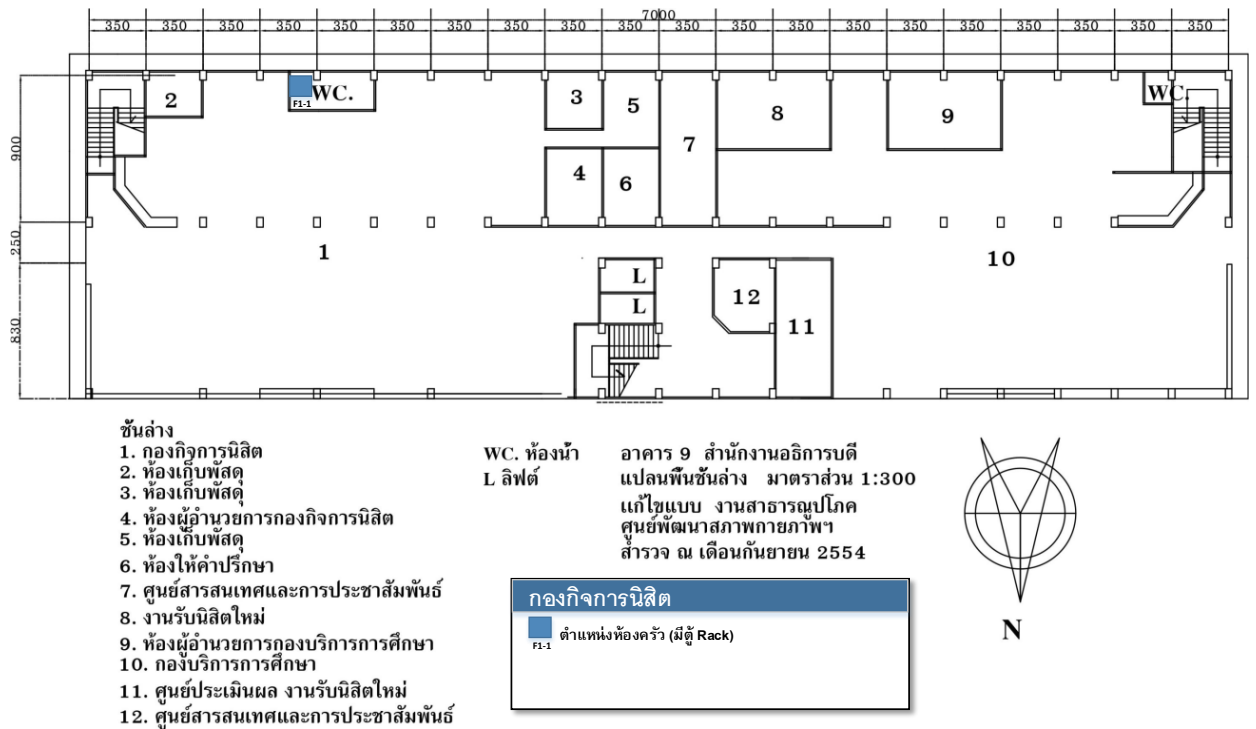 7000
350 350 350 350 350 350 350 350 350 350 350 350 350 350 350 350 350 350 350 350
900
250
830
2
F1-1
WC.
3
5
8
9
WC.
7
4
6
1
10
L
L
12
11
ชั้นล่าง
1. กองกิจการนิสิต
2. ห้องเก็บพัสดุ
3. ห้องเก็บพัสดุ
4. ห้องผู้อำนวยการกองกิจการนิสิต
5. ห้องเก็บพัสดุ
6. ห้องให้คำปรึกษา
7. ศูนย์สารสนเทศและการประชาสัมพันธ์
8. งานรับนิสิตใหม่
9. ห้องผู้อำนวยการกองบริการการศึกษา
10. กองบริการการศึกษา
11. ศูนย์ประเมินผล งานรับนิสิตใหม่
12. ศูนย์สารสนเทศและการประชาสัมพันธ์
WC. ห้องน้ำ
L ลิฟต์
อาคาร 9 สำนักงานอธิการบดี
แปลนพื้นชั้นล่าง มาตราส่วน 1:300
แก้ไขแบบ งานสาธารณูปโภค
ศูนย์พัฒนาสภาพกายภาพฯ
สำรวจ ณ เดือนกันยายน 2554
กองกิจการนิสิต
F1-1
ตำแหน่งห้องครัว (มีตู้ Rack)
N